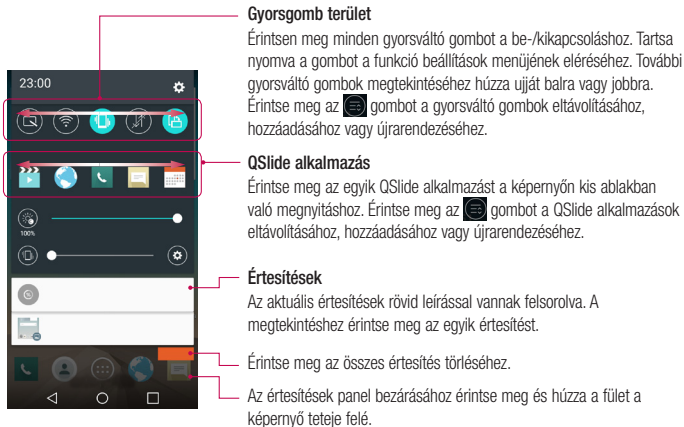 Gyorsgomb terület
Érintsen meg minden gyorsváltó gombot a be-/kikapcsoláshoz. Tartsa
nyomva a gombot a funkció beállítások menüjének eléréséhez. További
gyorsváltó gombok megtekintéséhez húzza ujját balra vagy jobbra.
Érintse meg az gombot a gyorsváltó gombok eltávolításához,
hozzáadásához vagy újrarendezéséhez.
23:00
QSlide alkalmazás
Érintse meg az egyik QSlide alkalmazást a képernyőn kis ablakban
való megnyitáshoz. Érintse meg az gombot a QSlide alkalmazások
eltávolításához, hozzáadásához vagy újrarendezéséhez.
100%
Értesítések
Az aktuális értesítések rövid leírással vannak felsorolva. A
megtekintéshez érintse meg az egyik értesítést.
Érintse meg az összes értesítés törléséhez.
Az értesítések panel bezárásához érintse meg és húzza a fület a
képernyő teteje felé.